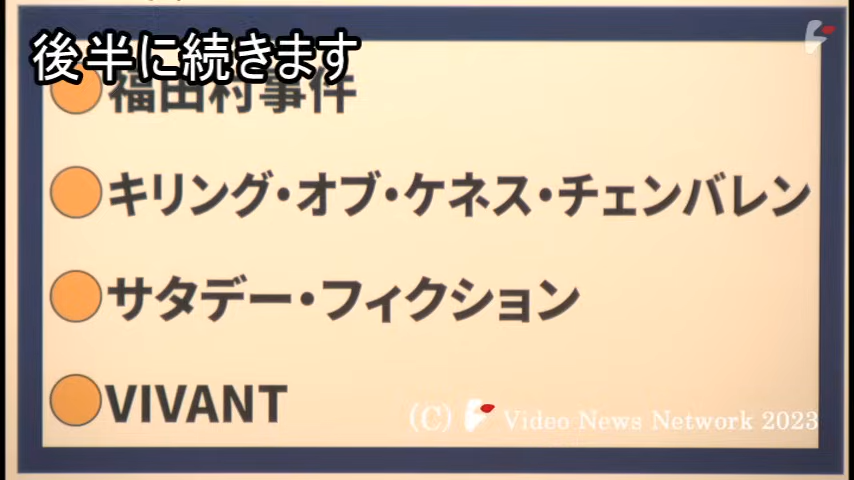 後半に続きます
福田村事件
キリング・オブ・ケネス・チェンバレン
サタデー・フィクション
VIVANT
(C) Video News Network 2023